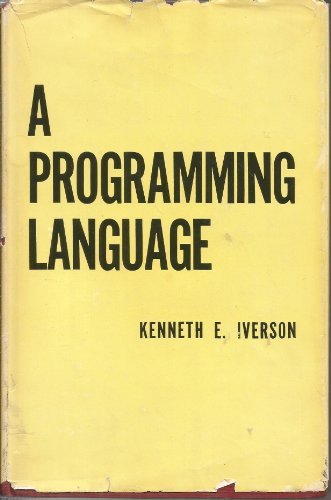 A
PROGRAMMING
LANGUAGE
KENNETH E. IVERSON